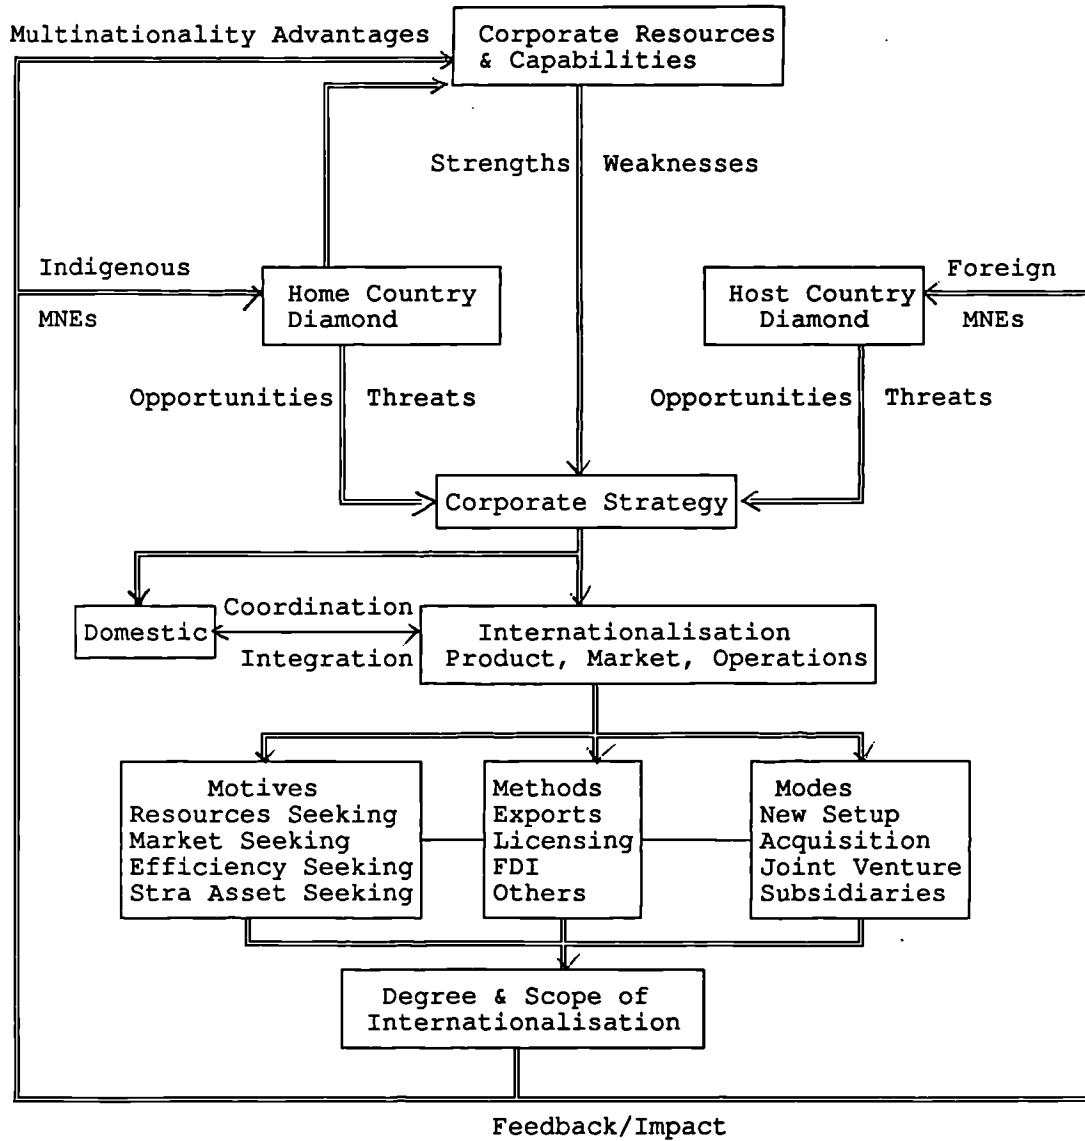 Multinationality Advantages
Corporate Resources
& Capabilities
Strengths Weaknesses
Indigenous
MNEs
Home Country
Diamond
Host Country
Diamond
Foreign
MNEs
Opportunities Threats
Opportunities Threats
Corporate Strategy
Domestic
Coordination
Integration
Internationalisation
Product, Market, Operations
Motives
Resources Seeking
Market Seeking
Efficiency Seeking
Stra Asset Seeking
Methods
Exports
Licensing
FDI
Others
Modes
New Setup
Acquisition
Joint Venture
Subsidiaries
Degree & Scope of
Internationalisation
Feedback/Impact